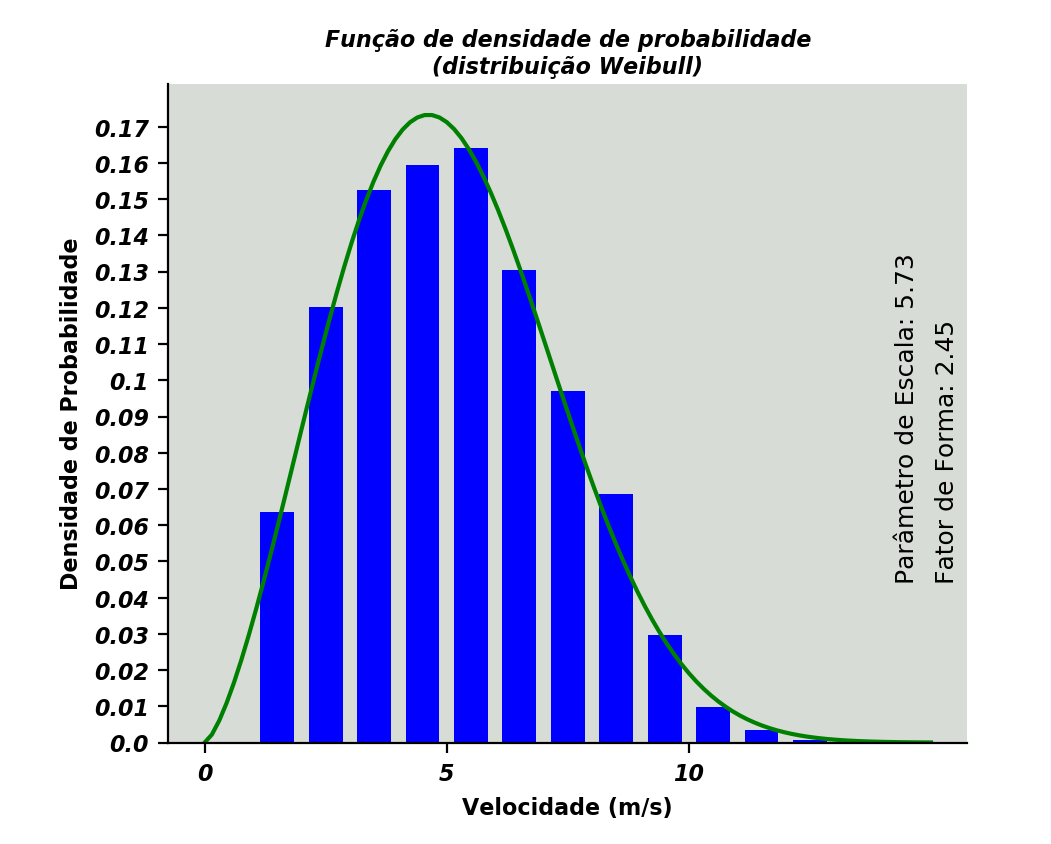 Função de densidade de probabilidade
(distribuição Weibull)
Densidade de Probabilidade
0.17
0.16
0.15
0.14
0.13
0.12
0.11
0.1
0.09
0.08
0.07
0.06
0.05
0.04
0.03
0.02
0.01
0.0
0 5 10
Velocidade (m/s)
Parâmetro de Escala: 5.73
Fator de Forma: 2.45